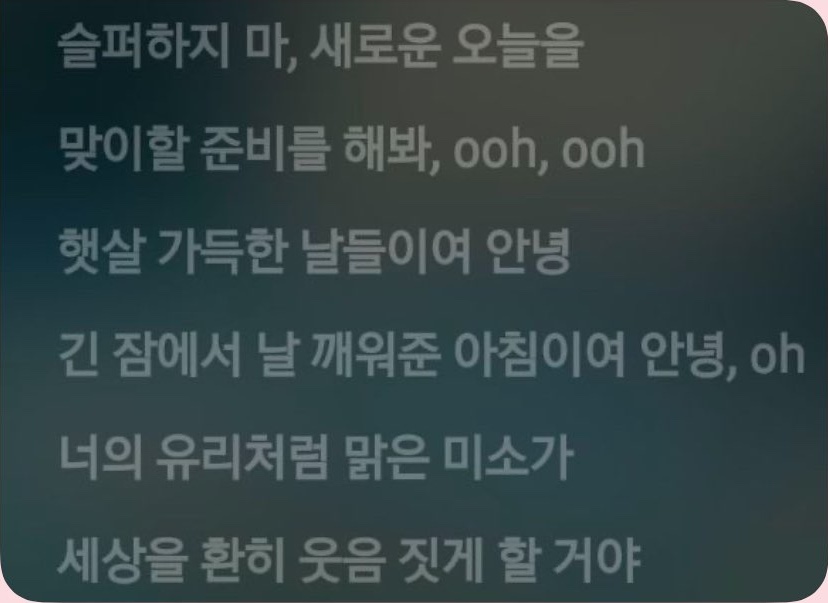 슬퍼하지 마, 새로운 오늘을
맞이할 준비를 해봐, ooh, ooh
햇살 가득한 날들이여 안녕
긴 잠에서 날 깨워준 아침이여 안녕, oh
너의 유리처럼 맑은 미소가
세상을 환히 웃음 짓게 할 거야